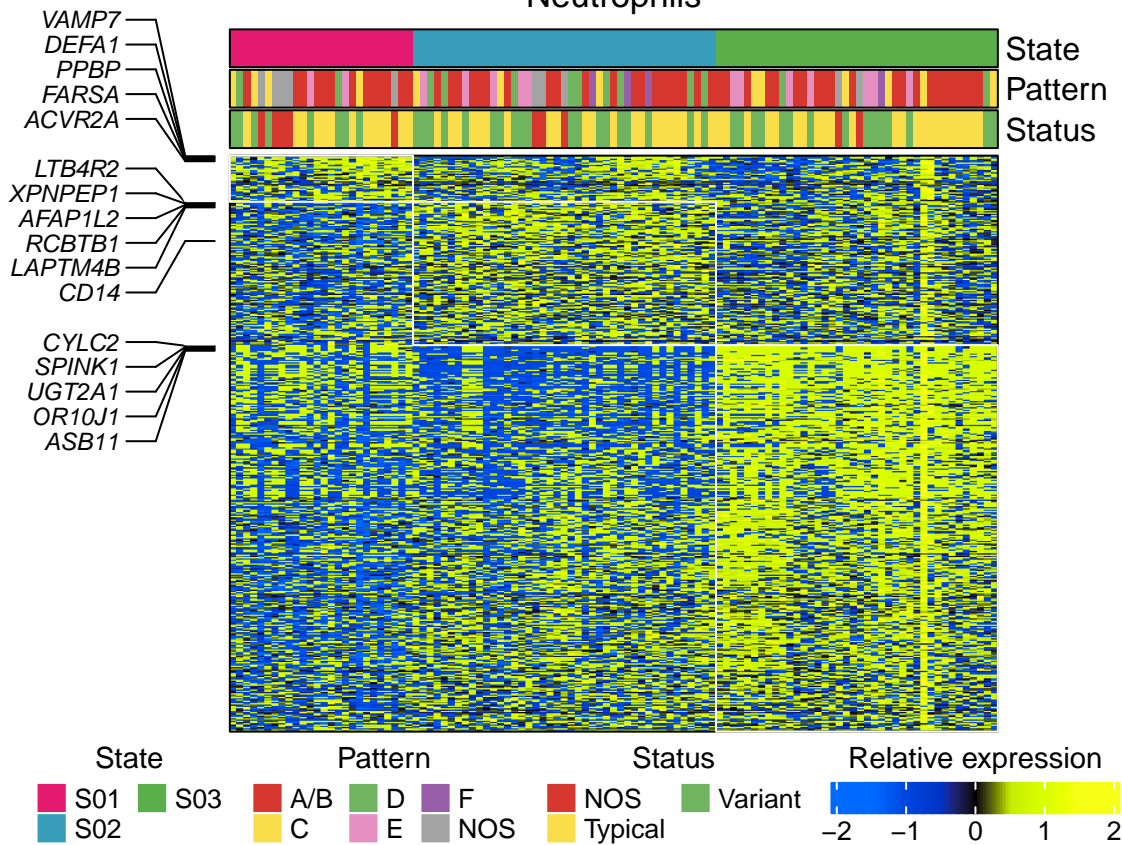 Neutrophils
VAMP7
DEFA1
PPBP
FARSA
ACVR2A
LTB4R2
XPNPEP1
AFAP1L2
RCBTB1
LAPTM4B
CD14
CYLC2
SPINK1
UGT2A1
OR10J1
ASB11
State
Pattern
Status
State Pattern Status Relative expression
S01 S03 A/B D F NOS Variant
S02 C E NOS Typical
−2 −1 0 1 2